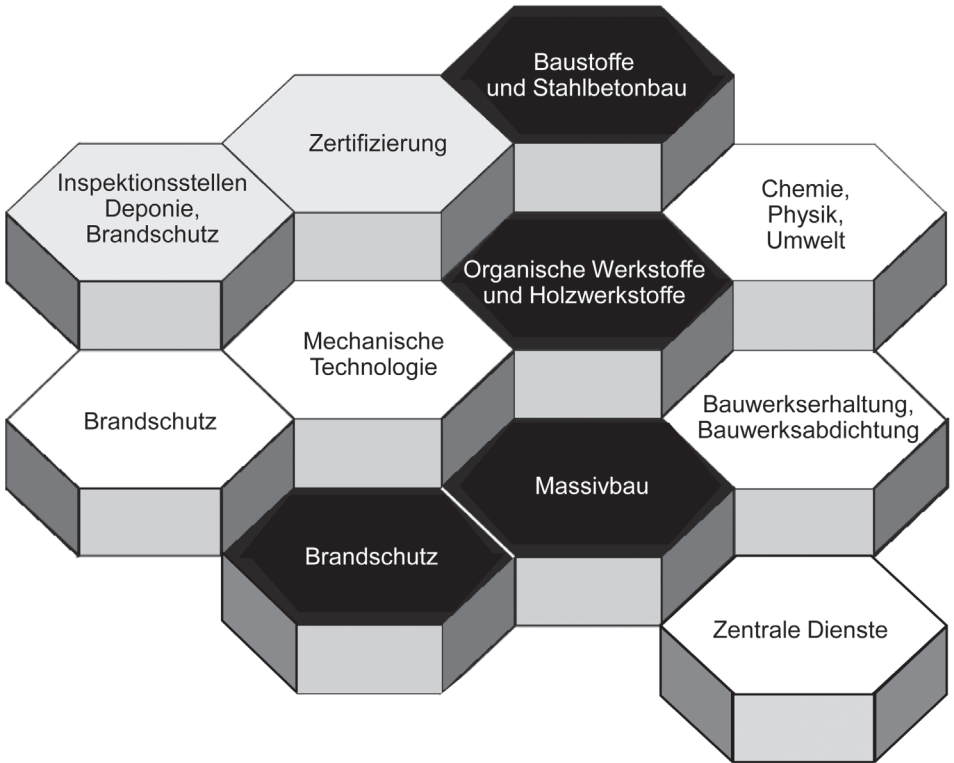 Baustoffe
und Stahlbetonbau
Zertifizierung
Inspektionsstellen
Deponie,
Brandschutz
Chemie,
Physik,
Umwelt
Organische Werkstoffe
und Holzwerkstoffe
Mechanische
Technologie
Brandschutz
Bauwerkserhaltung,
Bauwerksabdichtung
Massivbau
Brandschutz
Zentrale Dienste